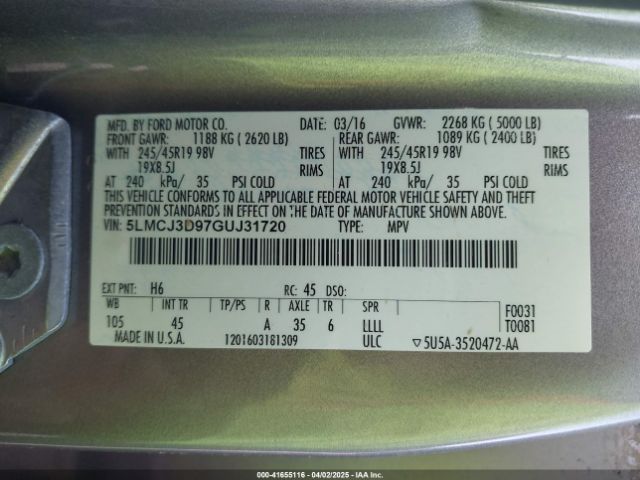 MFD. BY FORD MOTOR CO. DATE: 03/16 GVWR: 2268 KG ( 5000 LB)
FRONT GAWR: 1188 KG ( 2620 LB) REAR GAWR: 1089 KG ( 2400 LB)
WITH 245/45R19 98V TIRES WITH 245/45R19 98V TIRES
19X8.5J RIMS 19X8.5J RIMS
AT 240 kPa/ 35 PSI COLD AT 240 kPa/ 35 PSI COLD
THIS VEHICLE CONFORMS TO ALL APPLICABLE FEDERAL MOTOR VEHICLE SAFETY AND THEFT
PREVENTION STANDARDS IN EFFECT ON THE DATE OF MANUFACTURE SHOWN ABOVE.
VIN: 5LMCJ3D97GUJ31720 TYPE: MPV
EXT PNT: H6 RC: 45 DSO:
WB INT TR TP/PS R AXLE TR SPR F0031
105 45 A 35 6 LLLL T0081
MADE IN U.S.A. 1201603181309 ULC ▽5U5A-3520472-AA
000-41655116 - 04/02/2025 - IAAI COPYRIGHT